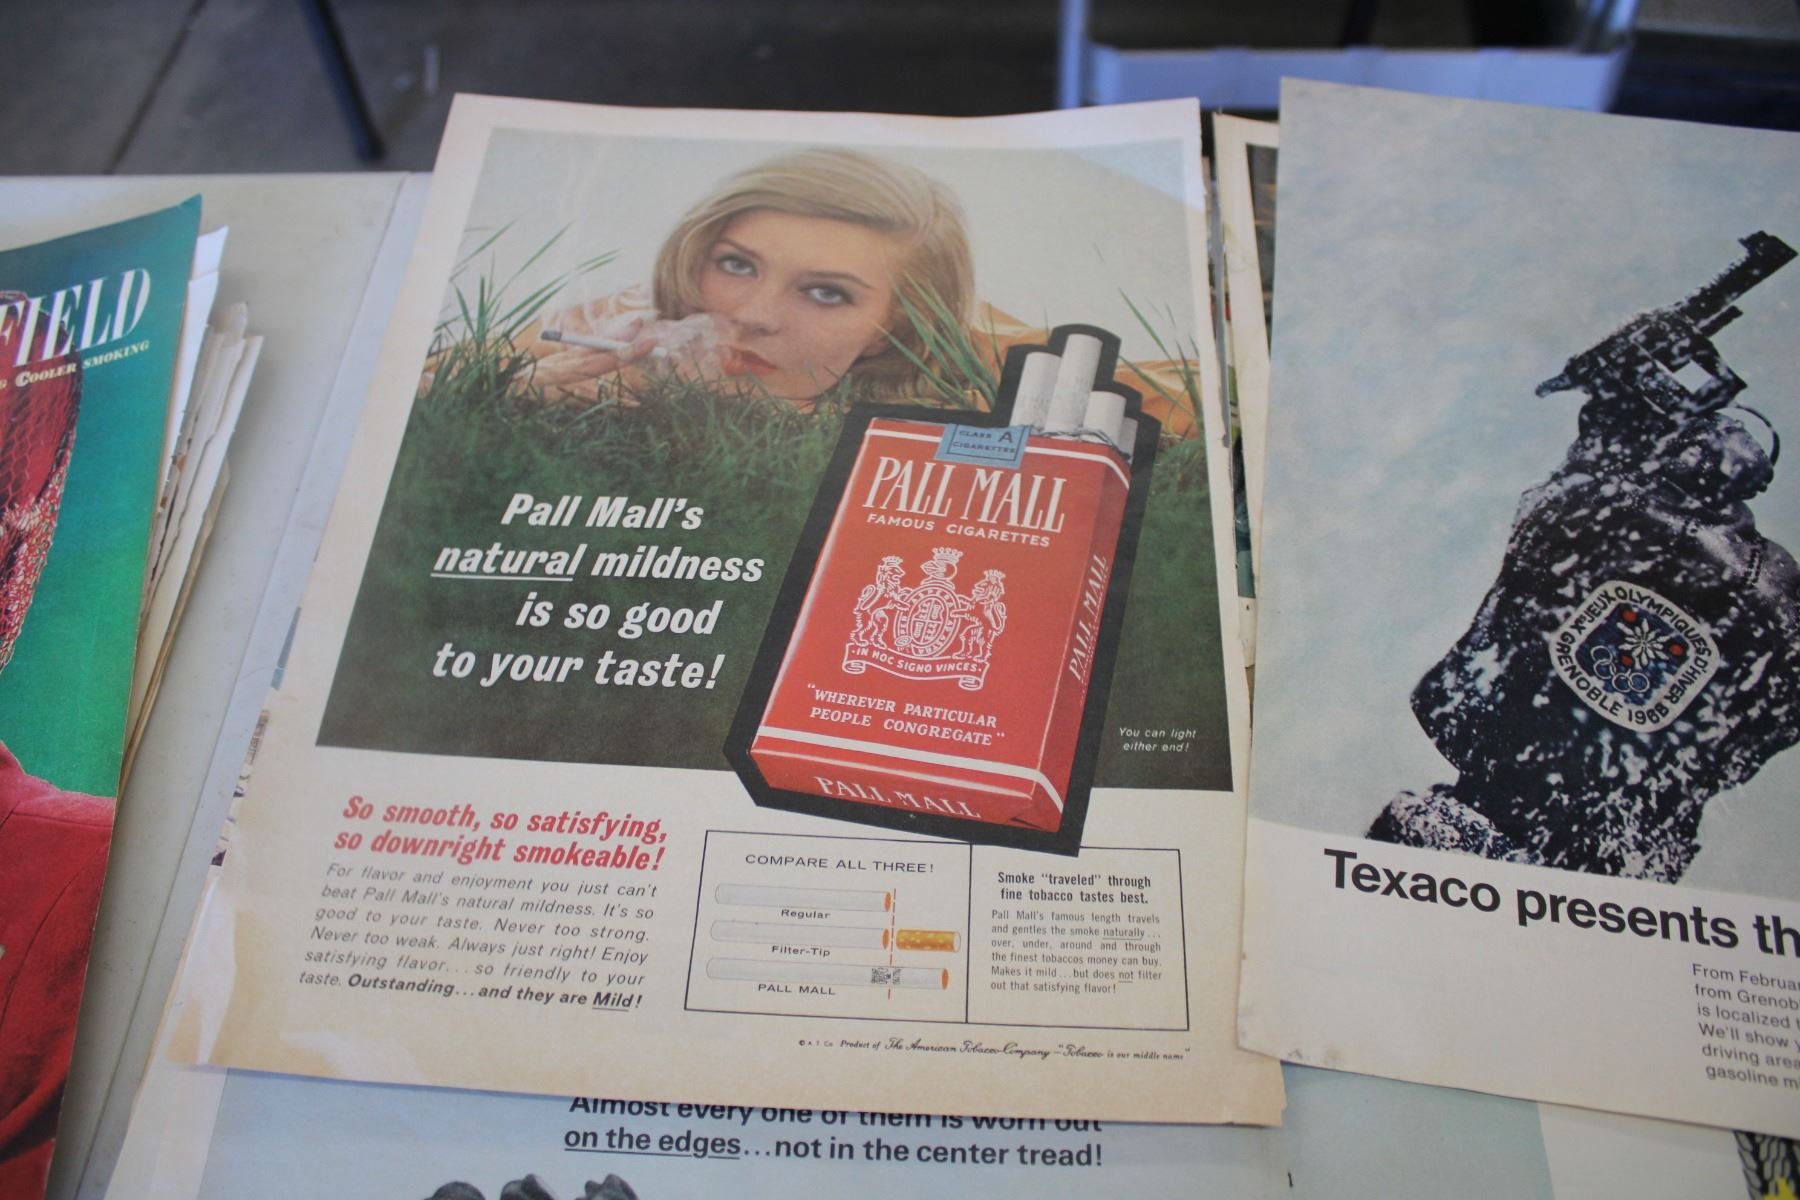 FIELD
COOLER SMOKING
Pall Mall's
natural mildness
is so good
to your taste!
CLASS A
CIGARETTES
PALL MALL
FAMOUS CIGARETTES
PER ASPERA AD ASTRA
IN HOC SIGNO VINCES
"WHEREVER PARTICULAR
PEOPLE CONGREGATE"
PALL MALL
PALL MALL
You can light
either end!
So smooth, so satisfying,
so downright smokeable!
For flavor and enjoyment you just can't
beat Pall Mall's natural mildness. It's so
good to your taste. Never too strong.
Never too weak. Always just right! Enjoy
satisfying flavor... so friendly to your
taste. Outstanding...and they are Mild!
COMPARE ALL THREE!
Regular
Filter-Tip
PALL MALL
Smoke "traveled" through
fine tobacco tastes best.
Pall Mall's famous length travels
and gentles the smoke naturally...
over, under, around and through
the finest tobaccos money can buy.
Makes it mild...but does not filter
out that satisfying flavor!
© A. T. Co. Product of The American Tobacco Company - "Tobacco is our middle name"
Almost every one of them is worn out
on the edges...not in the center tread!
JEUX OLYMPIQUES D'HIVER
GRENOBLE 1968
Texaco presents th
From Februar
from Grenob
is localized t
We'll show y
driving area
gasoline m